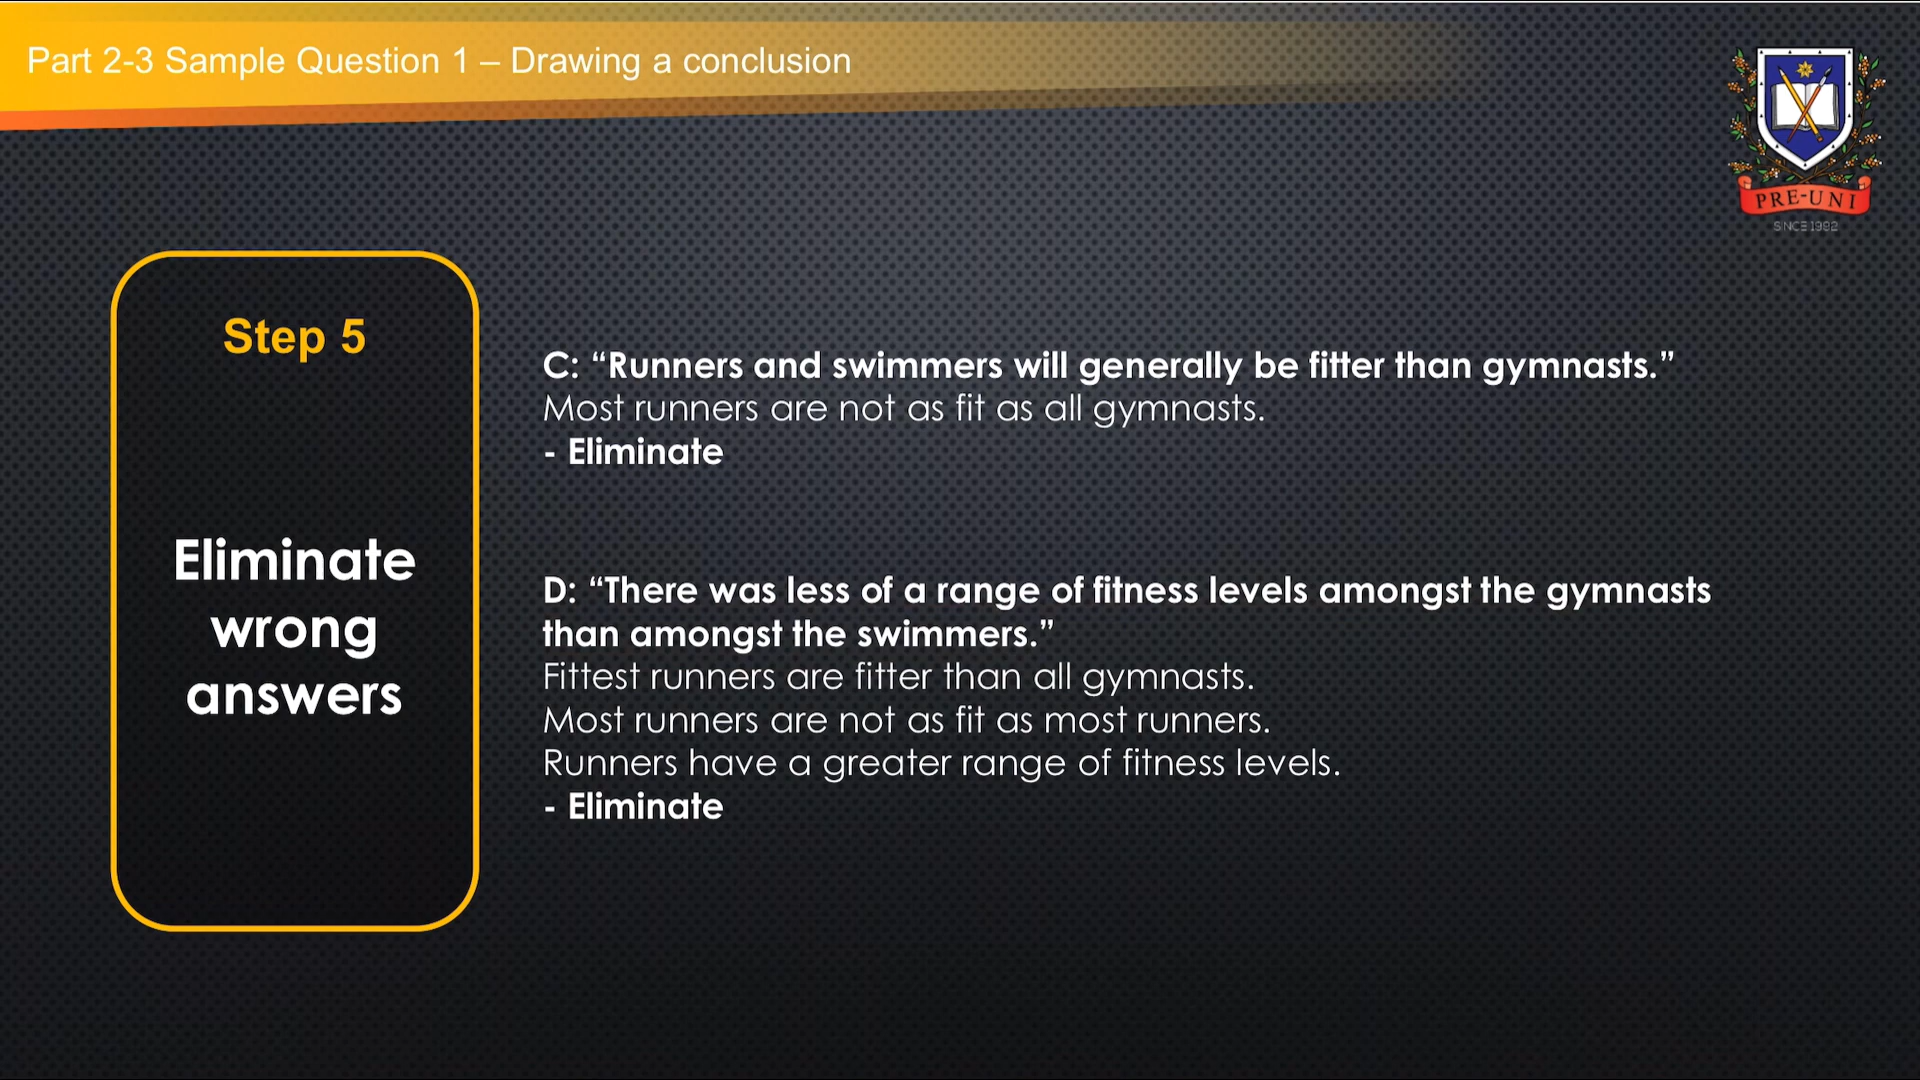 Part 2-3 Sample Question 1 – Drawing a conclusion
PRE-UNI
SINCE 1992
Step 5
Eliminate
wrong
answers
C: “Runners and swimmers will generally be fitter than gymnasts.”
Most runners are not as fit as all gymnasts.
- Eliminate
D: “There was less of a range of fitness levels amongst the gymnasts
than amongst the swimmers.”
Fittest runners are fitter than all gymnasts.
Most runners are not as fit as most runners.
Runners have a greater range of fitness levels.
- Eliminate